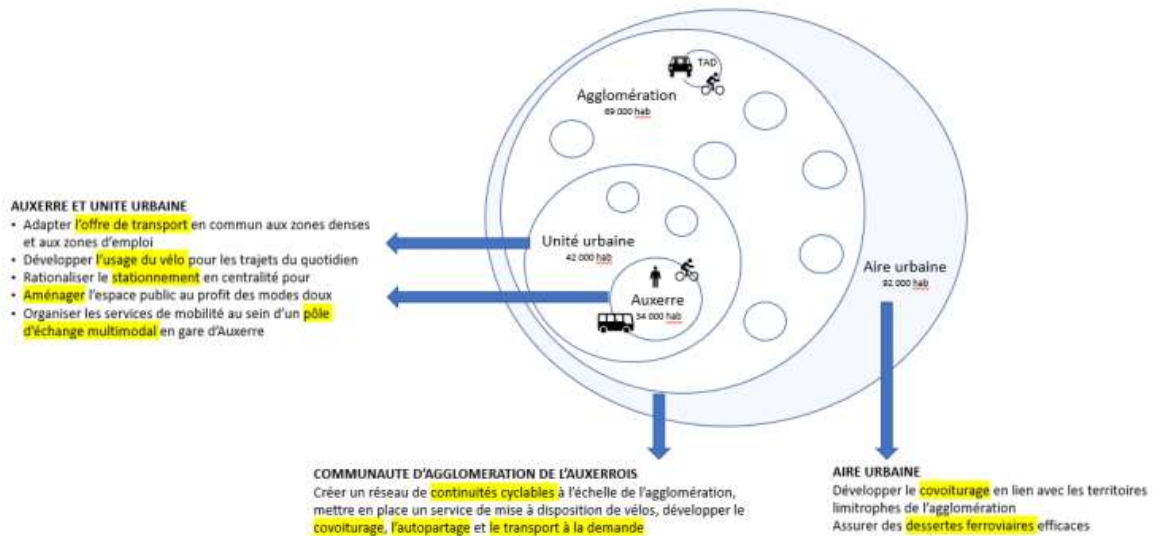 TAD
Agglomération
69 000 hab
Unité urbaine
42 000 hab
Auxerre
34 000 hab
Aire urbaine
92 000 hab
AUXERRE ET UNITE URBAINE
• Adapter l'offre de transport en commun aux zones denses
et aux zones d'emploi
• Développer l'usage du vélo pour les trajets du quotidien
• Rationaliser le stationnement en centralité pour
• Aménager l'espace public au profit des modes doux
• Organiser les services de mobilité au sein d'un pôle
d'échange multimodal en gare d'Auxerre
COMMUNAUTE D'AGGLOMERATION DE L'AUXERROIS
Créer un réseau de continuités cyclables à l'échelle de l'agglomération,
mettre en place un service de mise à disposition de vélos, développer le
covoiturage, l'autopartage et le transport à la demande
AIRE URBAINE
Développer le covoiturage en lien avec les territoires
limitrophes de l'agglomération
Assurer des dessertes ferroviaires efficaces